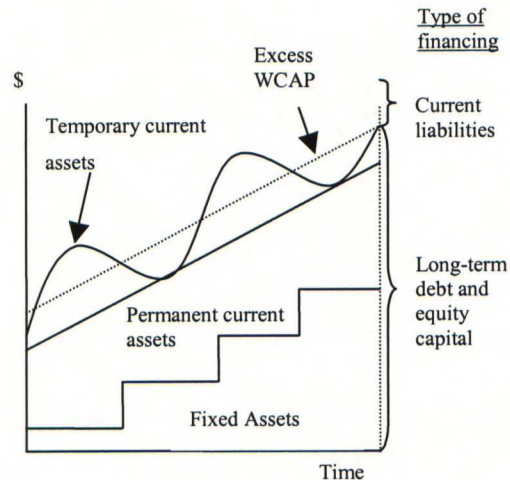 Type of
financing
Excess
WCAP
$
Current
liabilities
Temporary current
assets
Long-term
debt and
equity
capital
Permanent current
assets
Fixed Assets
Time